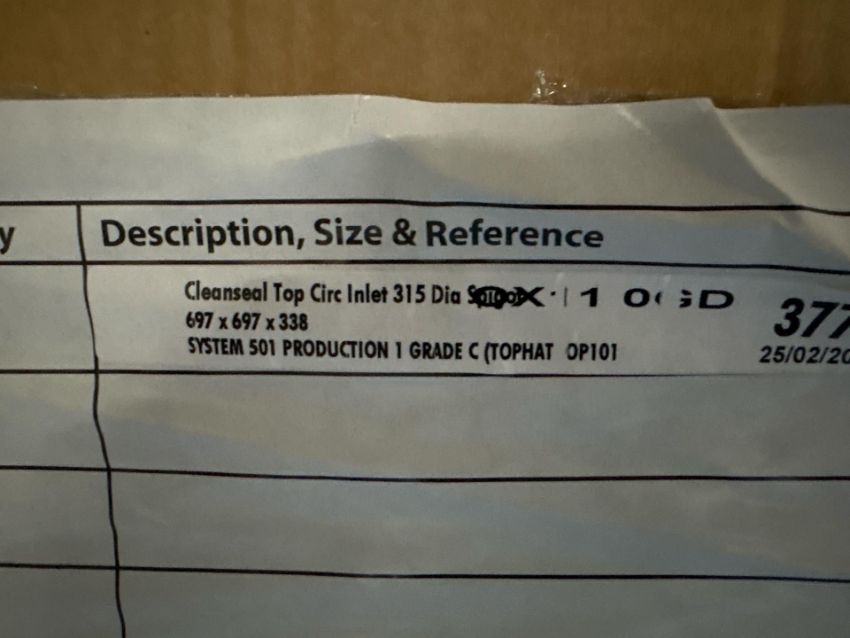 y
Description, Size & Reference
Cleanseal Top Circ Inlet 315 Dia
697 x 697 x 338
SYSTEM 501 PRODUCTION 1 GRADE C (TOPHAT OP101
377
25/02/20